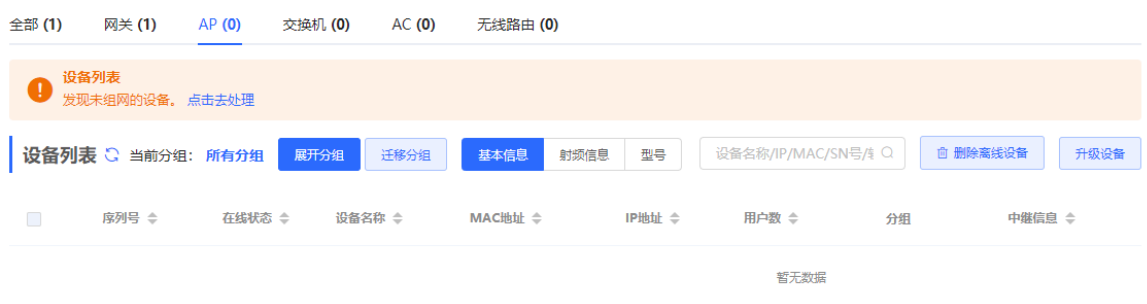 全部 (1) 网关 (1) AP (0) 交换机 (0) AC (0) 无线路由 (0)
设备列表
发现未组网的设备。 点击去处理
设备列表 当前分组： 所有分组 展开分组 迁移分组 基本信息 射频信息 型号 设备名称/IP/MAC/SN号/ 删除离线设备 升级设备
序列号 在线状态 设备名称 MAC地址 IP地址 用户数 分组 中继信息
暂无数据